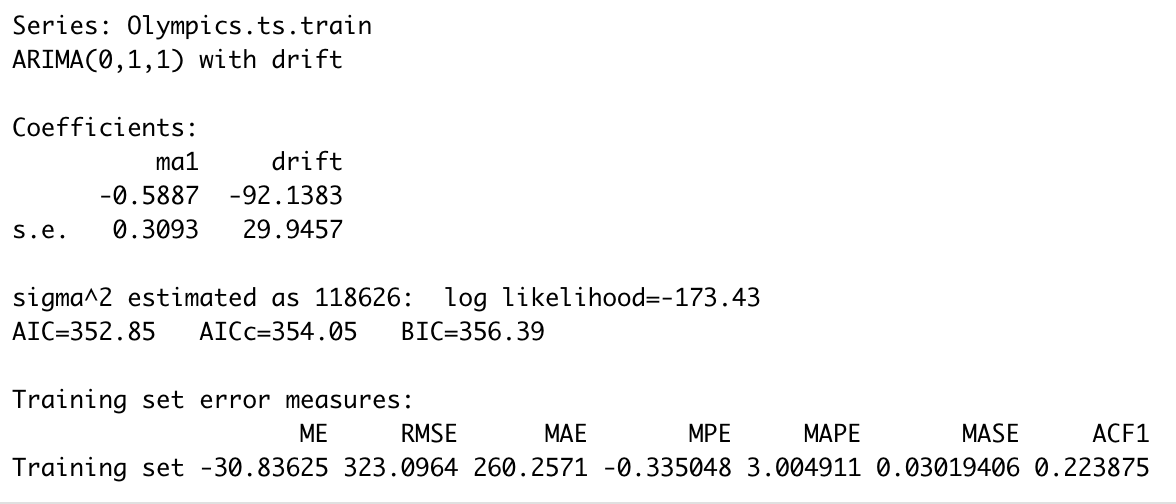 Series: Olympics.ts.train
ARIMA(0,1,1) with drift
Coefficients:
ma1 drift
-0.5887 -92.1383
s.e. 0.3093 29.9457
sigma^2 estimated as 118626: log likelihood=-173.43
AIC=352.85 AICc=354.05 BIC=356.39
Training set error measures:
ME RMSE MAE MPE MAPE MASE ACF1
Training set -30.83625 323.0964 260.2571 -0.335048 3.004911 0.03019406 0.223875